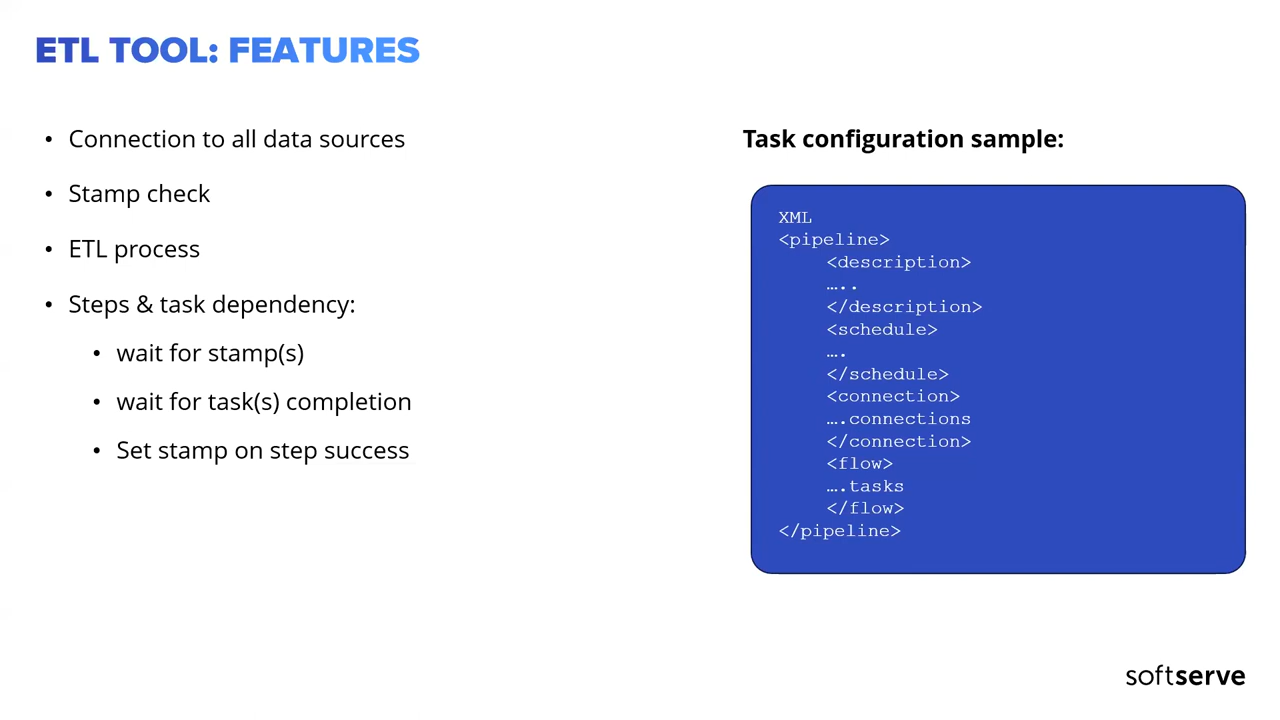 ETL TOOL: FEATURES
• Connection to all data sources
• Stamp check
• ETL process
• Steps & task dependency:
• wait for stamp(s)
• wait for task(s) completion
• Set stamp on step success
Task configuration sample:
XML
<pipeline>
<description>
…..
</description>
<schedule>
….
</schedule>
<connection>
….connections
</connection>
<flow>
….tasks
</flow>
</pipeline>
softserve